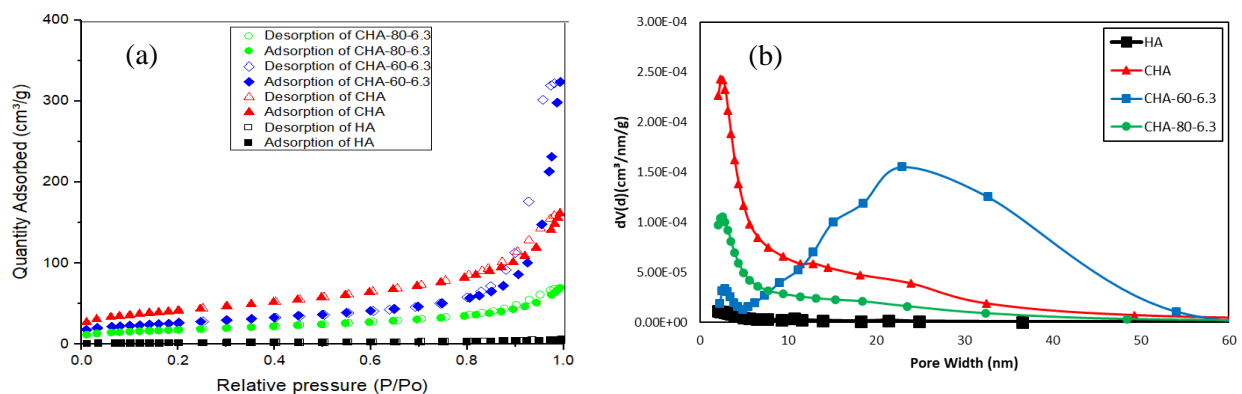 (a)
Quantity Adsorbed (cm³/g)
400
300
200
100
0
Desorption of CHA-80-6.3
Adsorption of CHA-80-6.3
Desorption of CHA-60-6.3
Adsorption of CHA-60-6.3
Desorption of CHA
Adsorption of CHA
Desorption of HA
Adsorption of HA
0.0 0.2 0.4 0.6 0.8 1.0
Relative pressure (P/Po)
(b)
dV(d)(cm³/nm/g)
3.00E-04
2.50E-04
2.00E-04
1.50E-04
1.00E-04
5.00E-05
0.00E+00
HA
CHA
CHA-60-6.3
CHA-80-6.3
0 10 20 30 40 50 60
Pore Width (nm)